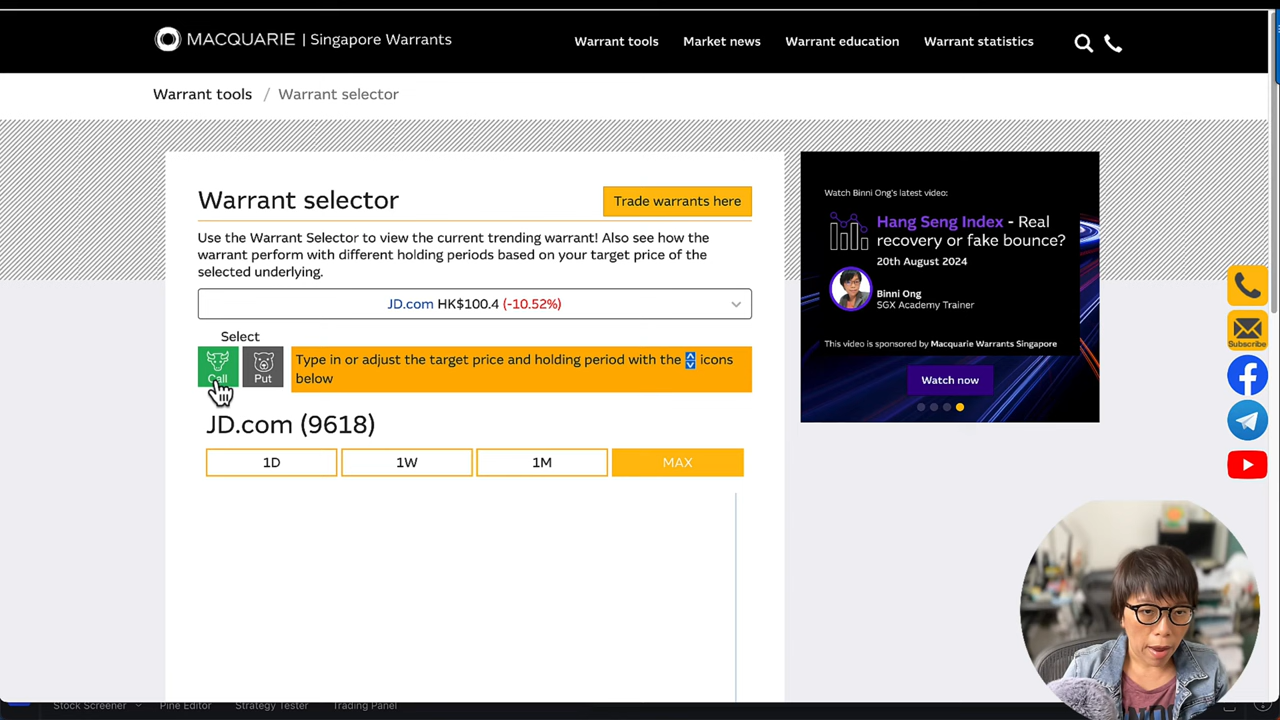 MACQUARIE | Singapore Warrants
Warrant tools
Market news
Warrant education
Warrant statistics
Warrant tools / Warrant selector
Warrant selector
Trade warrants here
Use the Warrant Selector to view the current trending warrant! Also see how the
warrant perform with different holding periods based on your target price of the
selected underlying.
JD.com HK$100.4 (-10.52%)
Select
Call
Put
Type in or adjust the target price and holding period with the icons
below
JD.com (9618)
1D
1W
1M
MAX
Watch Binni Ong's latest video:
Hang Seng Index - Real
recovery or fake bounce?
20th August 2024
Binni Ong
SGX Academy Trainer
This video is sponsored by Macquarie Warrants Singapore
Watch now
Subscribe
Stock Screener
Pine Editor
Strategy Tester
Trading Panel